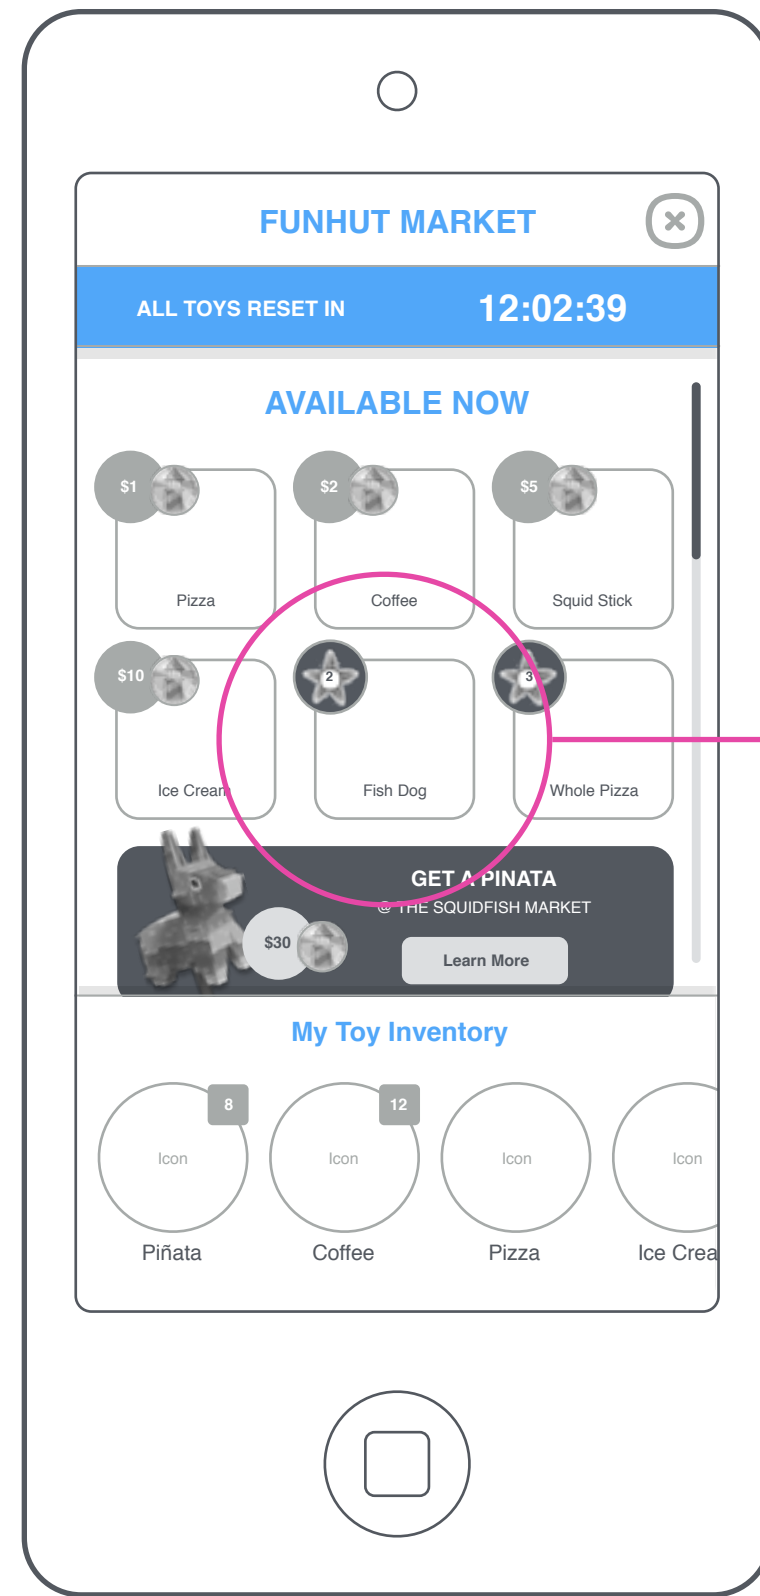 FUNHUT MARKET
ALL TOYS RESET IN 12:02:39
AVAILABLE NOW
$1 $2 $5
Pizza Coffee Squid Stick
$10 2 3
Ice Cream Fish Dog Whole Pizza
GET A PINATA
@ THE SQUIDFISH MARKET
$30
Learn More
My Toy Inventory
8 12
Icon Icon Icon Icon
Piñata Coffee Pizza Ice Crea